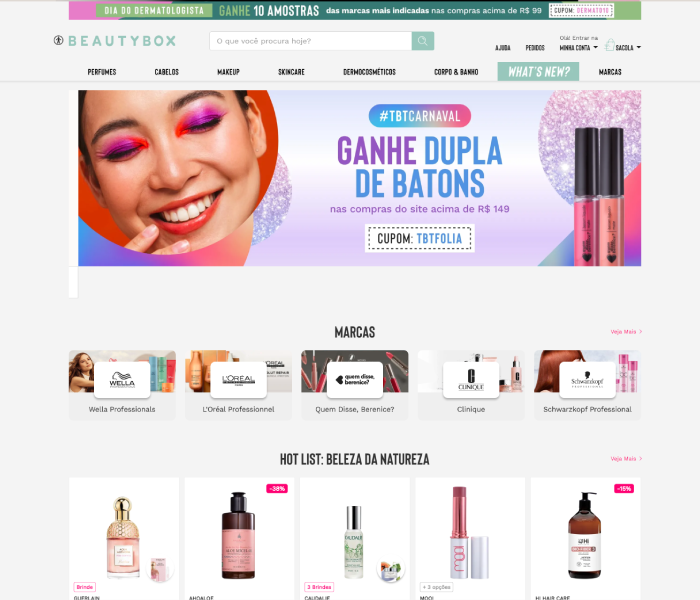 DIA DO DERMATOLOGISTA GANHE 10 AMOSTRAS das marcas mais indicadas nas compras acima de R$ 99 CUPOM: DERMATO10
BEAUTYBOX
O que você procura hoje?
AJUDA
PEDIDOS
Olá! Entrar na
MINHA CONTA
SACOLA
PERFUMES
CABELOS
MAKEUP
SKINCARE
DERMOCOSMÉTICOS
CORPO & BANHO
WHAT'S NEW?
MARCAS
#TBTCARNAVAL
GANHE DUPLA
DE BATONS
nas compras do site acima de R$ 149
CUPOM: TBTFOLIA
MARCAS
Veja Mais >
WELLA
L'ORÉAL
quem disse,
berenice?
CLINIQUE
Schwarzkopf
PROFESSIONAL
Wella Professionals
L'Oréal Professionnel
Quem Disse, Berenice?
Clinique
Schwarzkopf Professional
HOT LIST: BELEZA DA NATUREZA
Veja Mais >
-38%
-15%
Brinde
3 Brindes
+ 3 opções
GUERLAIN
AHOALOE
CAUDALIE
MOOI
HI HAIR CARE